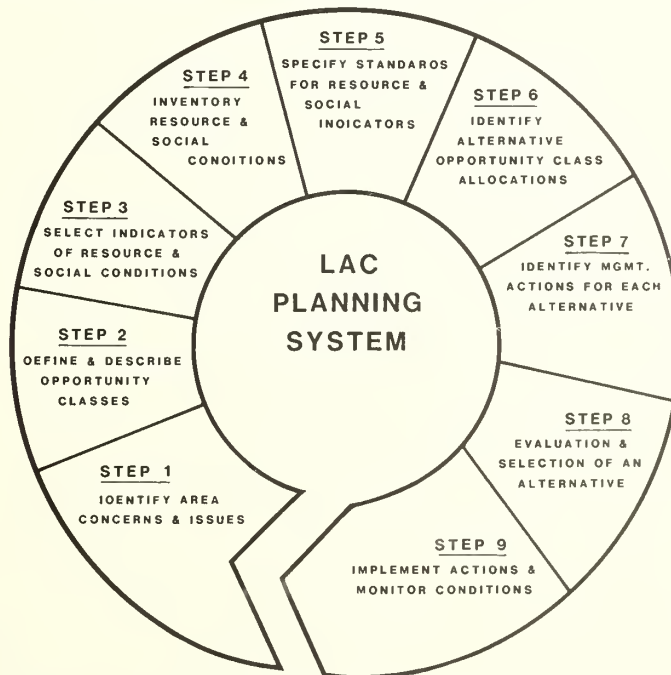 LAC
PLANNING
SYSTEM
STEP 1
IDENTIFY AREA
CONCERNS & ISSUES
STEP 2
OEFINE & DESCRIBE
OPPORTUNITY
CLASSES
STEP 3
SELECT INDICATORS
OF RESOURCE &
SOCIAL CONDITIONS
STEP 4
INVENTORY
RESOURCE &
SOCIAL
CONOITIONS
STEP 5
SPECIFY STANDAROS
FOR RESOURCE &
SOCIAL
INOICATORS
STEP 6
IDENTIFY
ALTERNATIVE
OPPORTUNITY CLASS
ALLOCATIONS
STEP 7
IDENTIFY MGMT.
ACTIONS FOR EACH
ALTERNATIVE
STEP 8
EVALUATION &
SELECTION OF AN
ALTERNATIVE
STEP 9
IMPLEMENT ACTIONS &
MONITOR CONDITIONS